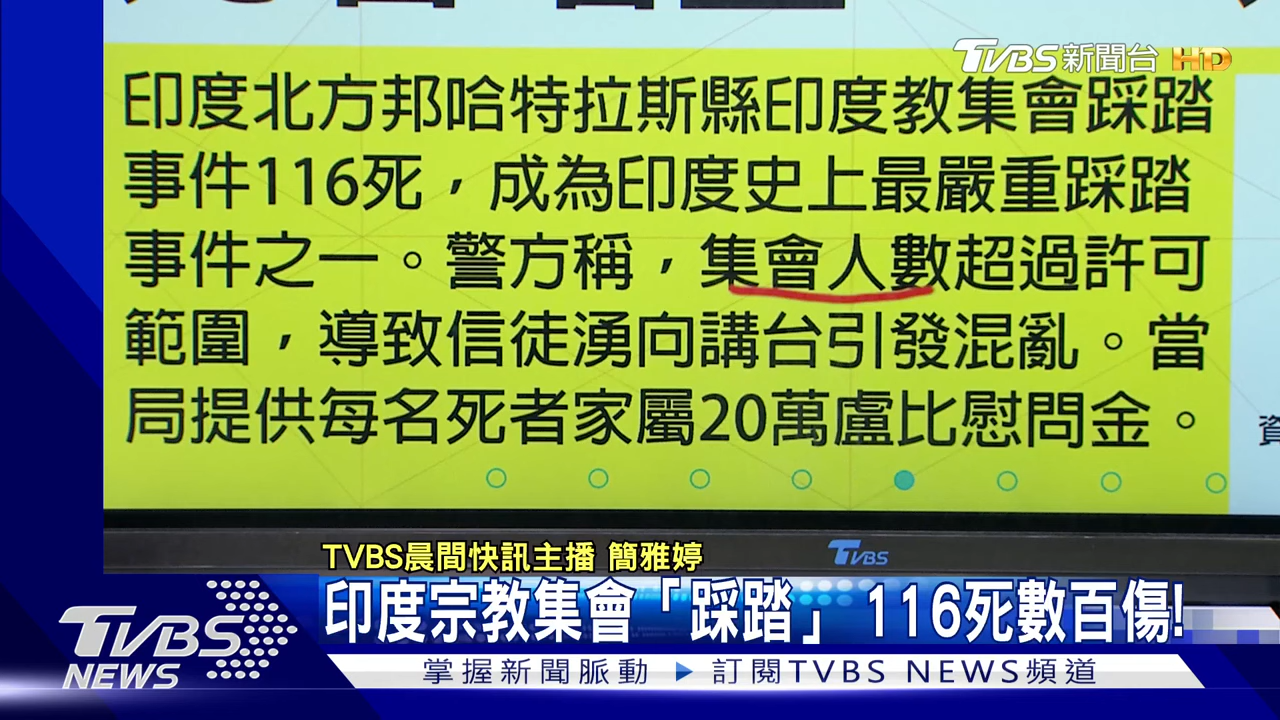 TVBS新聞台 HD
印度北方邦哈特拉斯縣印度教集會踩踏
事件116死，成為印度史上最嚴重踩踏
事件之一。警方稱，集會人數超過許可
範圍，導致信徒湧向講台引發混亂。當
局提供每名死者家屬20萬盧比慰問金。
資
TVBS
TVBS晨間快訊主播 簡雅婷
印度宗教集會「踩踏」 116死數百傷!
TVBS NEWS
掌握新聞脈動 訂閱TVBS NEWS頻道